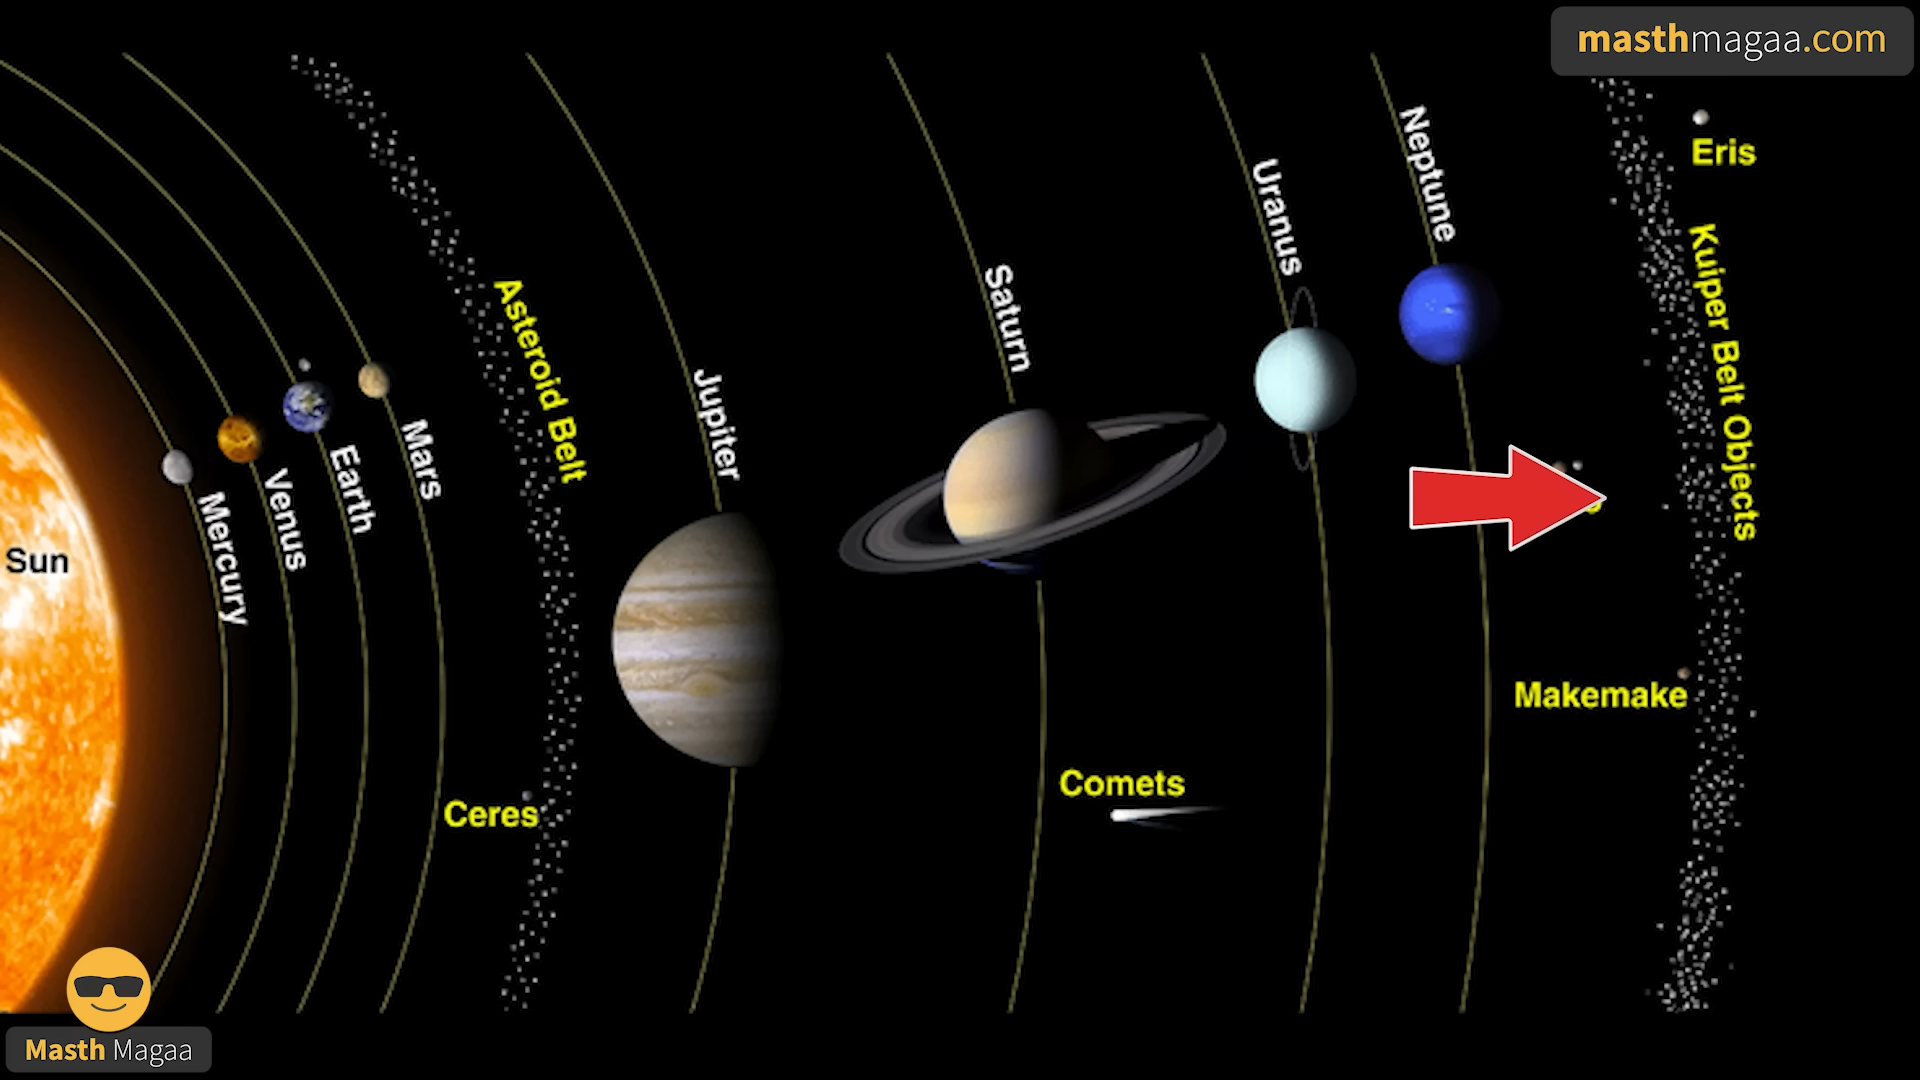 masthmagaa.com
Eris
Neptune
Uranus
Kuiper Belt Objects
Saturn
Asteroid Belt
Jupiter
Mars
Earth
Venus
Mercury
Sun
Makemake
Comets
Ceres
Masth Magaa